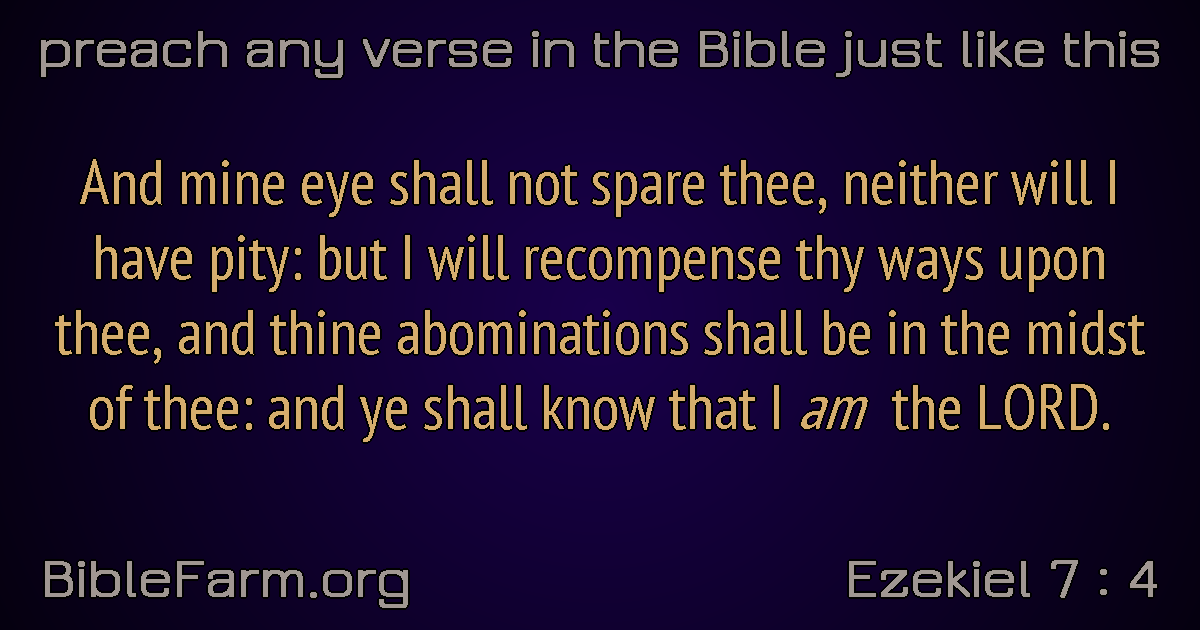 preach any verse in the Bible just like this
And mine eye shall not spare thee, neither will I
have pity: but I will recompense thy ways upon
thee, and thine abominations shall be in the midst
of thee: and ye shall know that I am the LORD.
BibleFarm.org
Ezekiel 7 : 4